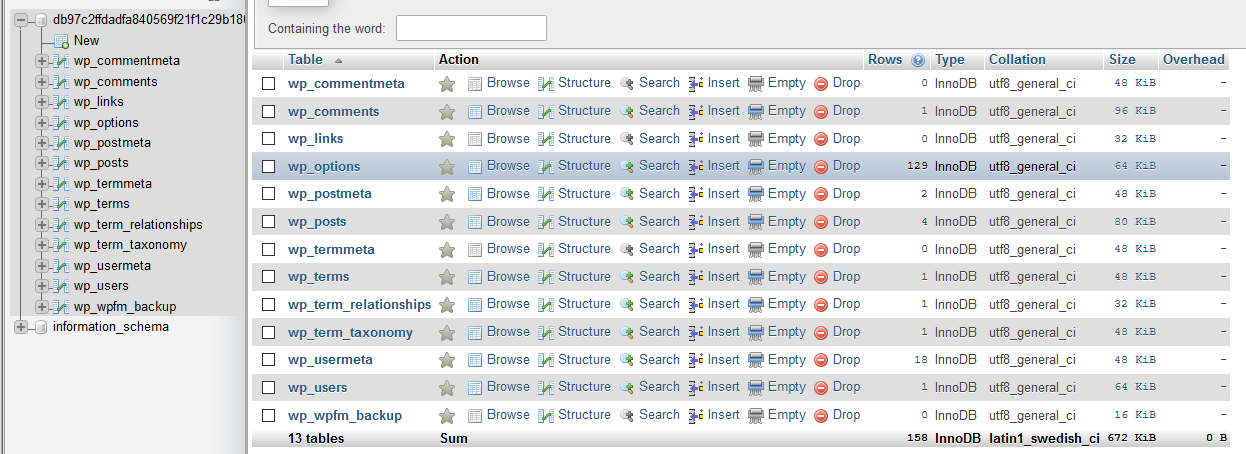 db97c2ffdadfa840569f21f1c29b18
New
wp_commentmeta
wp_comments
wp_links
wp_options
wp_postmeta
wp_posts
wp_termmeta
wp_terms
wp_term_relationships
wp_term_taxonomy
wp_usermeta
wp_users
wp_wpfm_backup
information_schema
Containing the word:
Table Action Rows Type Collation Size Overhead
wp_commentmeta Browse Structure Search Insert Empty Drop 0 InnoDB utf8_general_ci 48 KiB -
wp_comments Browse Structure Search Insert Empty Drop 1 InnoDB utf8_general_ci 96 KiB -
wp_links Browse Structure Search Insert Empty Drop 0 InnoDB utf8_general_ci 32 KiB -
wp_options Browse Structure Search Insert Empty Drop 129 InnoDB utf8_general_ci 64 KiB -
wp_postmeta Browse Structure Search Insert Empty Drop 2 InnoDB utf8_general_ci 48 KiB -
wp_posts Browse Structure Search Insert Empty Drop 4 InnoDB utf8_general_ci 80 KiB -
wp_termmeta Browse Structure Search Insert Empty Drop 0 InnoDB utf8_general_ci 48 KiB -
wp_terms Browse Structure Search Insert Empty Drop 1 InnoDB utf8_general_ci 48 KiB -
wp_term_relationships Browse Structure Search Insert Empty Drop 1 InnoDB utf8_general_ci 32 KiB -
wp_term_taxonomy Browse Structure Search Insert Empty Drop 1 InnoDB utf8_general_ci 48 KiB -
wp_usermeta Browse Structure Search Insert Empty Drop 18 InnoDB utf8_general_ci 48 KiB -
wp_users Browse Structure Search Insert Empty Drop 1 InnoDB utf8_general_ci 64 KiB -
wp_wpfm_backup Browse Structure Search Insert Empty Drop 0 InnoDB utf8_general_ci 16 KiB -
13 tables Sum 158 InnoDB latin1_swedish_ci 672 KiB 0 B